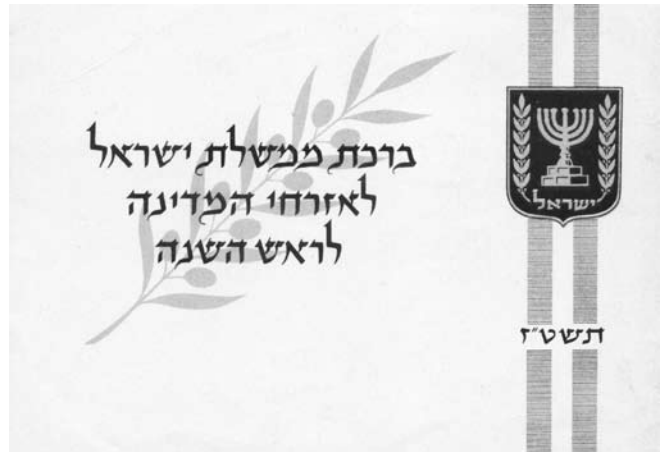 ברכת ממשלת ישראל
לאזרחי המדינה
לראש השנה
ישראל
תשט״ז